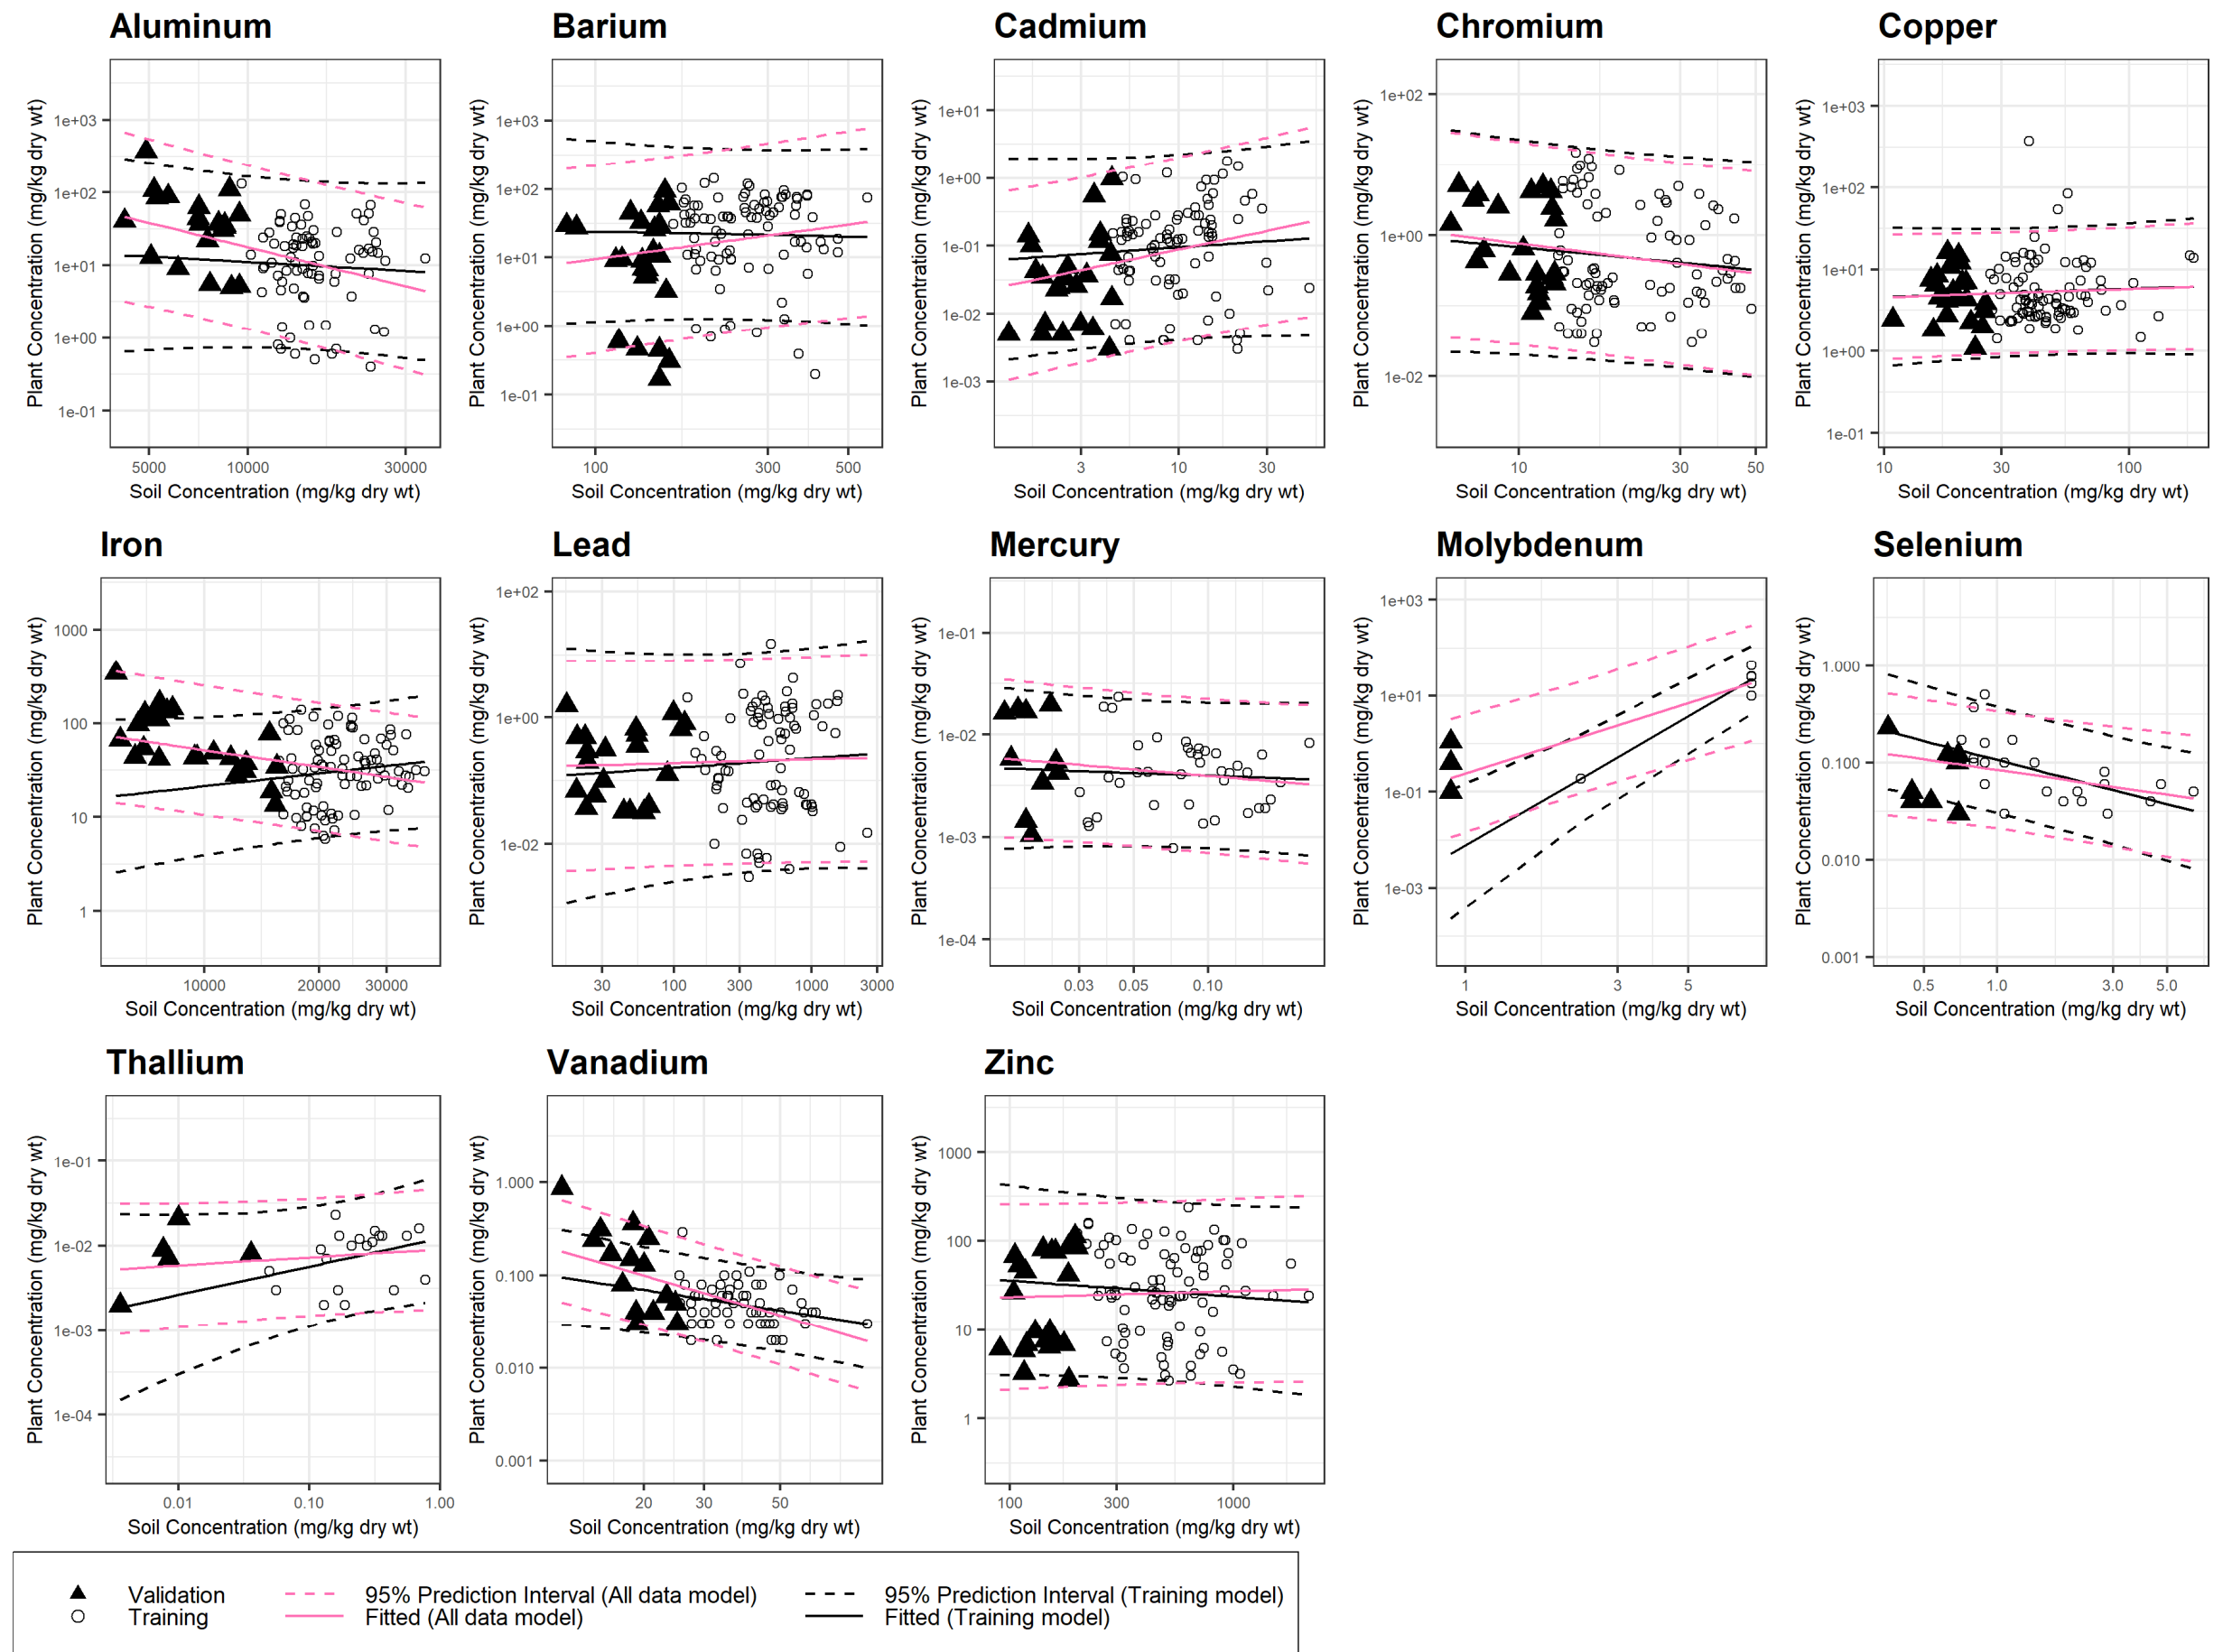 Aluminum Barium Cadmium Chromium Copper
Plant Concentration (mg/kg dry wt)
1e+03
1e+02
1e+01
1e+00
1e-01
5000 10000 30000
Soil Concentration (mg/kg dry wt)
Plant Concentration (mg/kg dry wt)
1e+03
1e+02
1e+01
1e+00
1e-01
100 300 500
Soil Concentration (mg/kg dry wt)
Plant Concentration (mg/kg dry wt)
1e+01
1e+00
1e-01
1e-02
1e-03
3 10 30
Soil Concentration (mg/kg dry wt)
Plant Concentration (mg/kg dry wt)
1e+02
1e+00
1e-02
10 30 50
Soil Concentration (mg/kg dry wt)
Plant Concentration (mg/kg dry wt)
1e+03
1e+02
1e+01
1e+00
1e-01
10 30 100
Soil Concentration (mg/kg dry wt)
Iron Lead Mercury Molybdenum Selenium
Plant Concentration (mg/kg dry wt)
1000
100
10
1
10000 20000 30000
Soil Concentration (mg/kg dry wt)
Plant Concentration (mg/kg dry wt)
1e+02
1e+00
1e-02
30 100 300 1000 3000
Soil Concentration (mg/kg dry wt)
Plant Concentration (mg/kg dry wt)
1e-01
1e-02
1e-03
1e-04
0.03 0.05 0.10
Soil Concentration (mg/kg dry wt)
Plant Concentration (mg/kg dry wt)
1e+03
1e+01
1e-01
1e-03
1 3 5
Soil Concentration (mg/kg dry wt)
Plant Concentration (mg/kg dry wt)
1.000
0.100
0.010
0.001
0.5 1.0 3.0 5.0
Soil Concentration (mg/kg dry wt)
Thallium Vanadium Zinc
Plant Concentration (mg/kg dry wt)
1e-01
1e-02
1e-03
1e-04
0.01 0.10 1.00
Soil Concentration (mg/kg dry wt)
Plant Concentration (mg/kg dry wt)
1.000
0.100
0.010
0.001
20 30 50
Soil Concentration (mg/kg dry wt)
Plant Concentration (mg/kg dry wt)
1000
100
10
1
100 300 1000
Soil Concentration (mg/kg dry wt)
Validation 95% Prediction Interval (All data model) 95% Prediction Interval (Training model)
Training Fitted (All data model) Fitted (Training model)